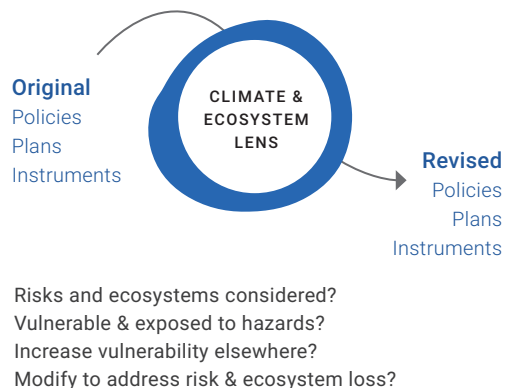 Original
Policies
Plans
Instruments
CLIMATE &
ECOSYSTEM
LENS
Revised
Policies
Plans
Instruments
Risks and ecosystems considered?
Vulnerable & exposed to hazards?
Increase vulnerability elsewhere?
Modify to address risk & ecosystem loss?